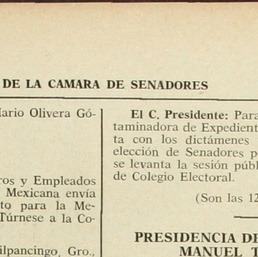 DE LA CAMARA DE SENADORES
ario Olivera Gó-
ros y Empleados
Mexicana envía
to para la Me-
Túrnese a la Co-
ilpancingo, Gro.,
El C. Presidente: Para
taminadora de Expedient
ta con los dictámenes
elección de Senadores p
se levanta la sesión públ
de Colegio Electoral.
(Son las 12
PRESIDENCIA DE
MANUEL T